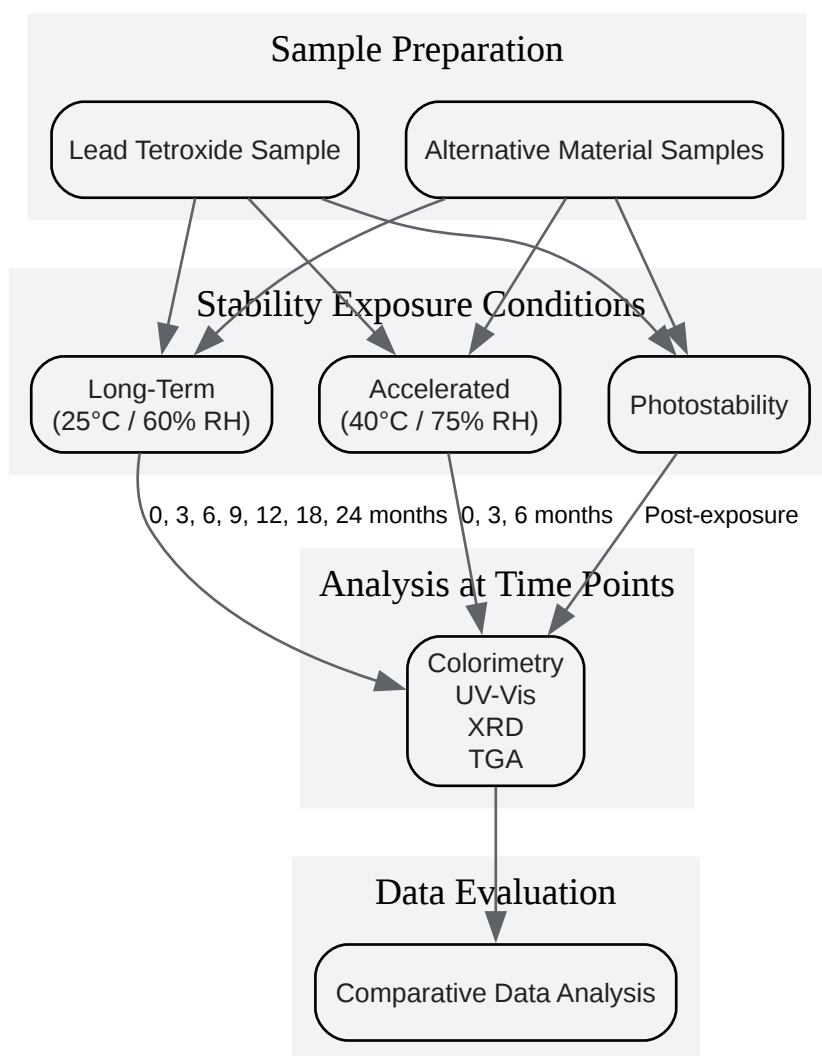 Sample Preparation
Lead Tetroxide Sample
Alternative Material Samples
Stability Exposure Conditions
Long-Term
(25°C / 60% RH)
Accelerated
(40°C / 75% RH)
Photostability
0, 3, 6, 9, 12, 18, 24 months
0, 3, 6 months
Post-exposure
Analysis at Time Points
Colorimetry
UV-Vis
XRD
TGA
Data Evaluation
Comparative Data Analysis